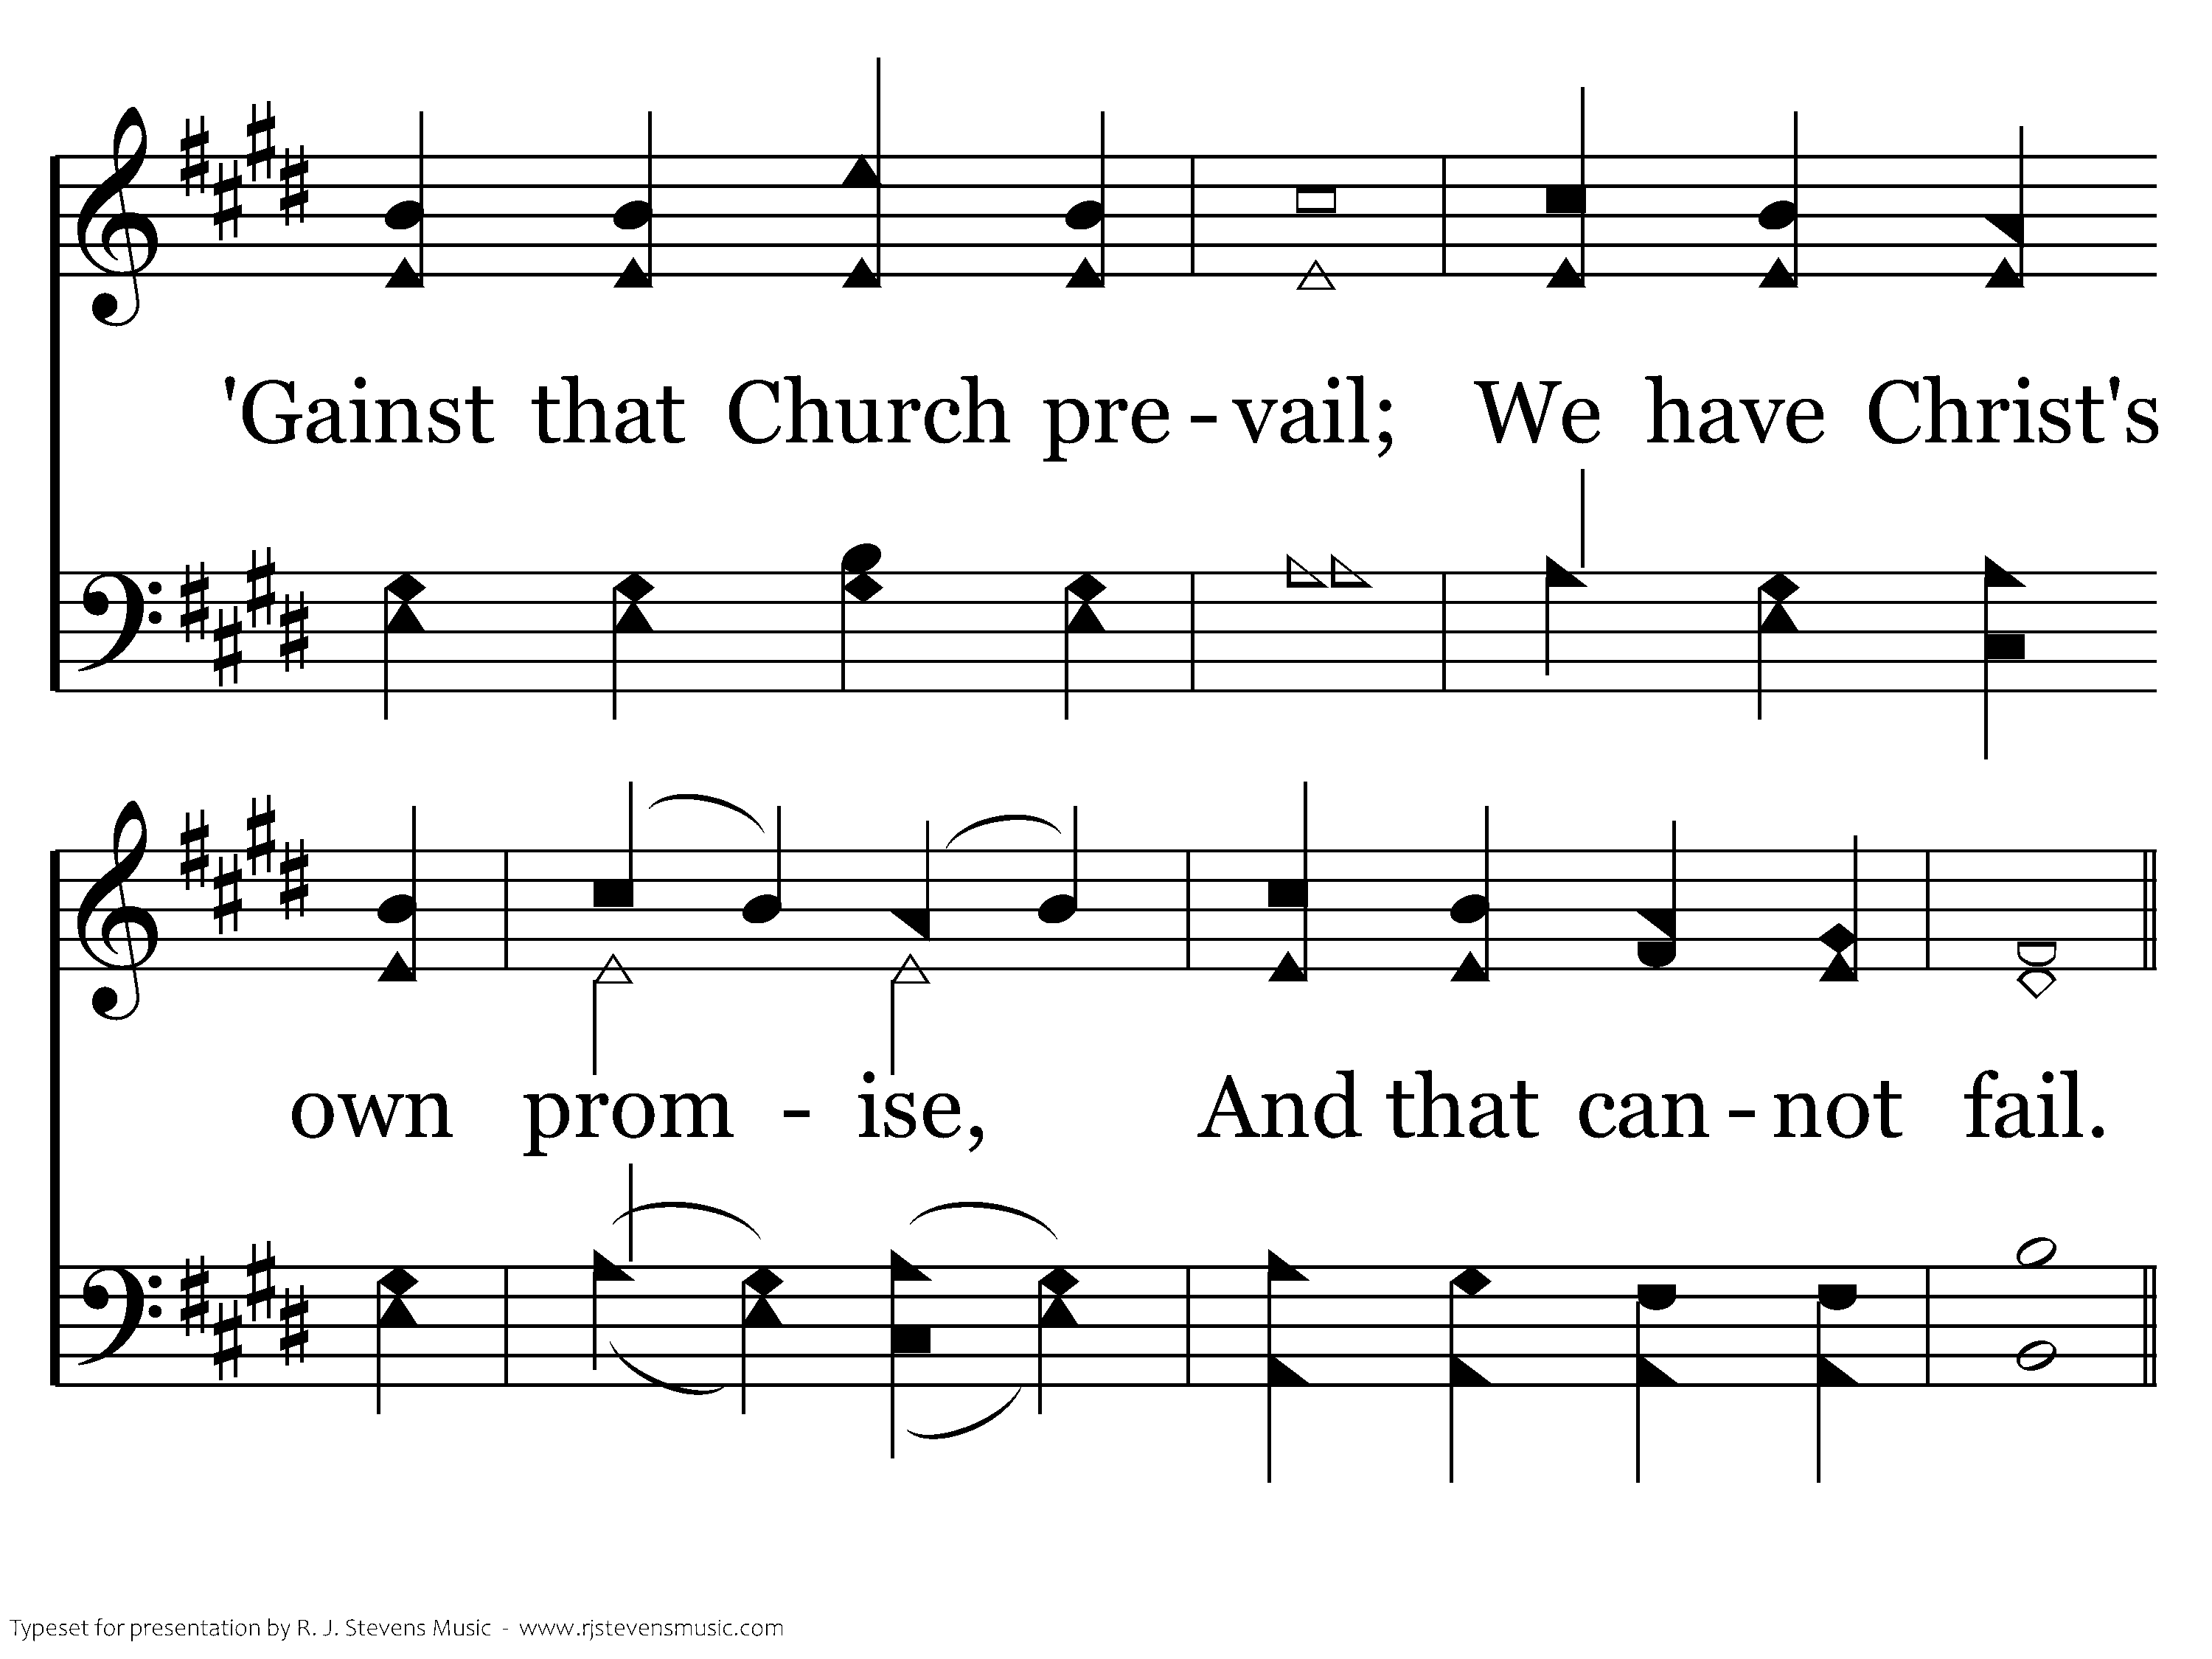 'Gainst that Church pre - vail; We have Christ's
own prom - ise, And that can - not fail.
Typeset for presentation by R. J. Stevens Music - www.rjstevensmusic.com